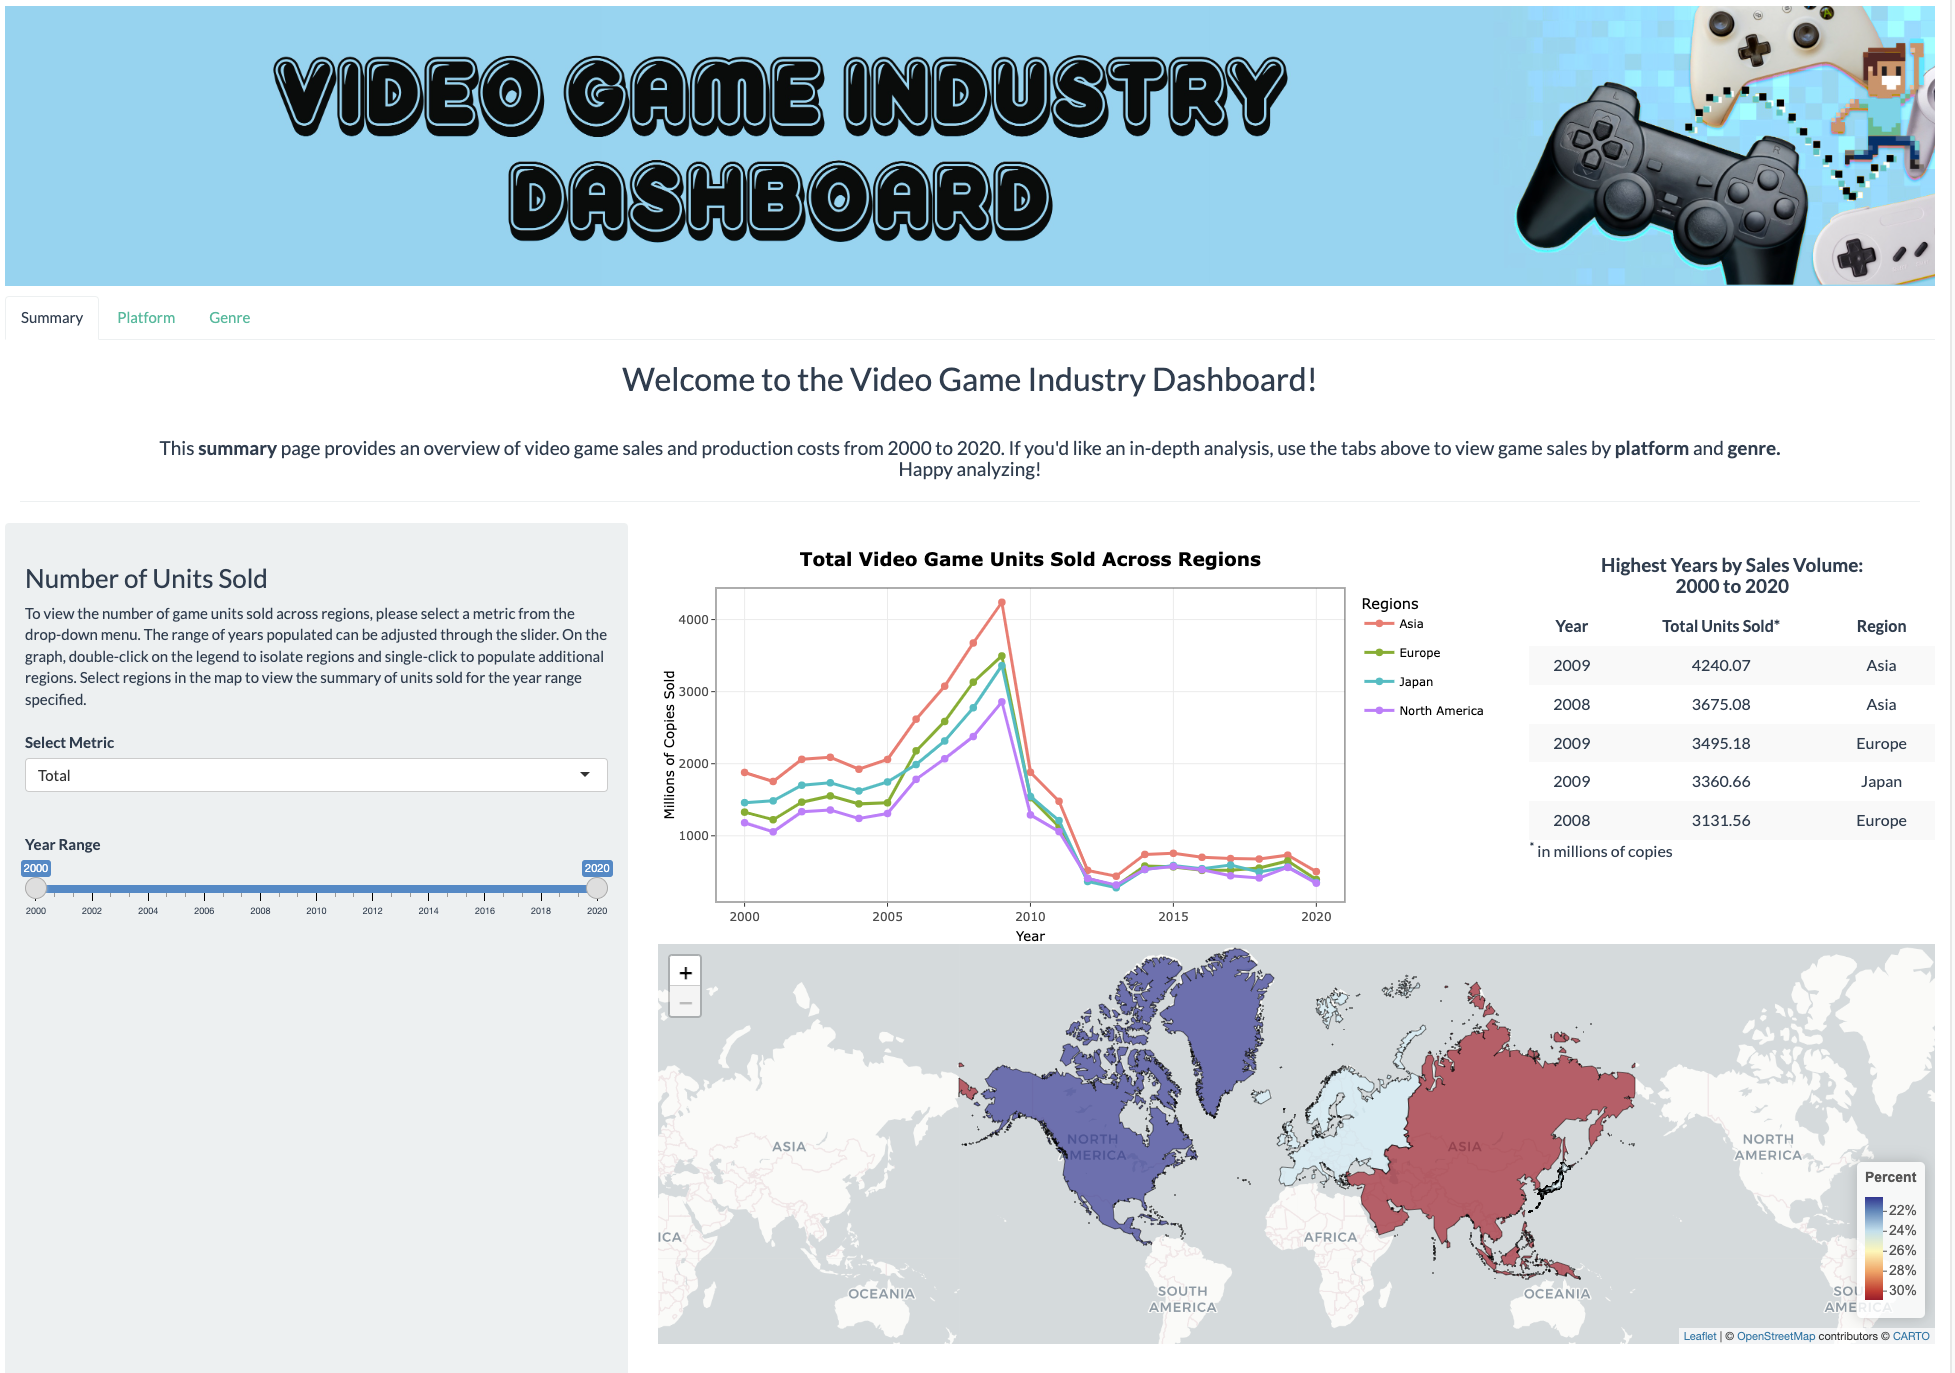 VIDEO GAME INDUSTRY
DASHBOARD
Summary
Platform
Genre
Welcome to the Video Game Industry Dashboard!
This summary page provides an overview of video game sales and production costs from 2000 to 2020. If you'd like an in-depth analysis, use the tabs above to view game sales by platform and genre.
Happy analyzing!
Number of Units Sold
To view the number of game units sold across regions, please select a metric from the
drop-down menu. The range of years populated can be adjusted through the slider. On the
graph, double-click on the legend to isolate regions and single-click to populate additional
regions. Select regions in the map to view the summary of units sold for the year range
specified.
Select Metric
Total
Year Range
2000
2020
2000 2002 2004 2006 2008 2010 2012 2014 2016 2018 2020
Total Video Game Units Sold Across Regions
Millions of Copies Sold
4000
3000
2000
1000
2000 2005 2010 2015 2020
Year
Regions
Asia
Europe
Japan
North America
Highest Years by Sales Volume:
2000 to 2020
Year Total Units Sold* Region
2009 4240.07 Asia
2008 3675.08 Asia
2009 3495.18 Europe
2009 3360.66 Japan
2008 3131.56 Europe
* in millions of copies
+
−
ASIA
NORTH
AMERICA
ASIA
NORTH
AMERICA
ICA
AFRICA
OCEANIA
SOUTH
AMERICA
OCEANIA
SOU
AMERICA
Percent
22%
24%
26%
28%
30%
Leaflet | © OpenStreetMap contributors © CARTO